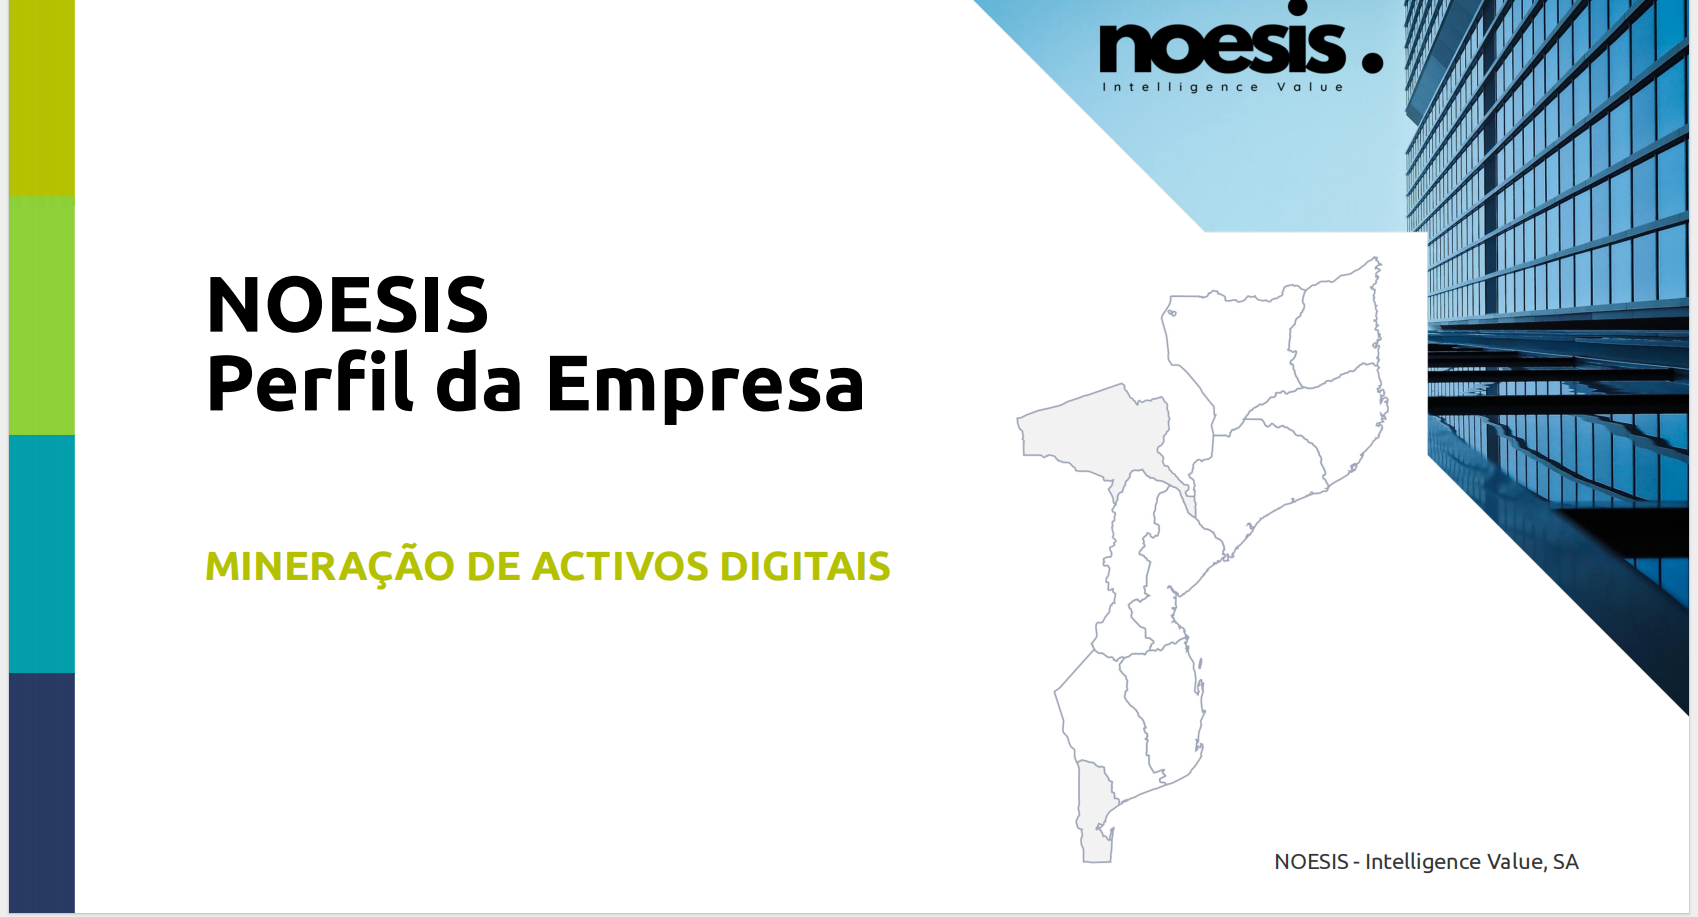 noesis.
Intelligence Value
NOESIS
Perfil da Empresa
MINERAÇÃO DE ACTIVOS DIGITAIS
NOESIS - Intelligence Value, SA